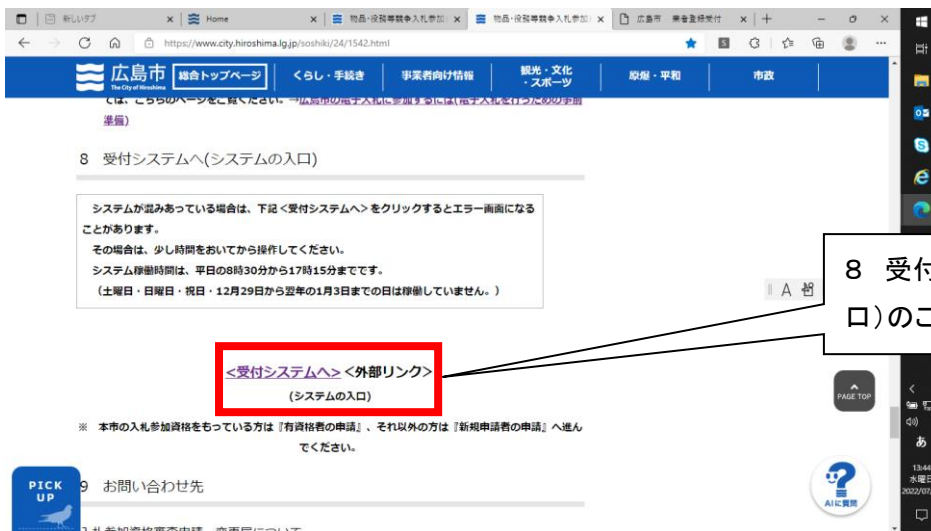 新しいタブ
Home
物品・役務等競争入札参加
物品・役務等競争入札参加
広島市 業者登録受付
https://www.city.hiroshima.lg.jp/soshiki/24/1542.html
広島市
The City of Hiroshima
総合トップページ
くらし・手続き
事業者向け情報
観光・文化
・スポーツ
原爆・平和
市政
ては、こちらのページをご覧ください。→広島市の電子入札に参加するには(電子入札を行うための事前
準備)
8 受付システムへ(システムの入口)
システムが混みあっている場合は、下記<受付システムへ>をクリックするとエラー画面になる
ことがあります。
その場合は、少し時間をおいてから操作してください。
システム稼働時間は、平日の8時30分から17時15分までです。
(土曜日・日曜日・祝日・12月29日から翌年の1月3日までの日は稼働していません。)
8 受付
口)のこ
<受付システムへ> <外部リンク>
(システムの入口)
PAGE TOP
※ 本市の入札参加資格をもっている方は『有資格者の申請』、それ以外の方は『新規申請者の申請』へ進ん
でください。
PICK
UP
9 お問い合わせ先
AIに質問
あ
13:44
水曜日
2022/07/